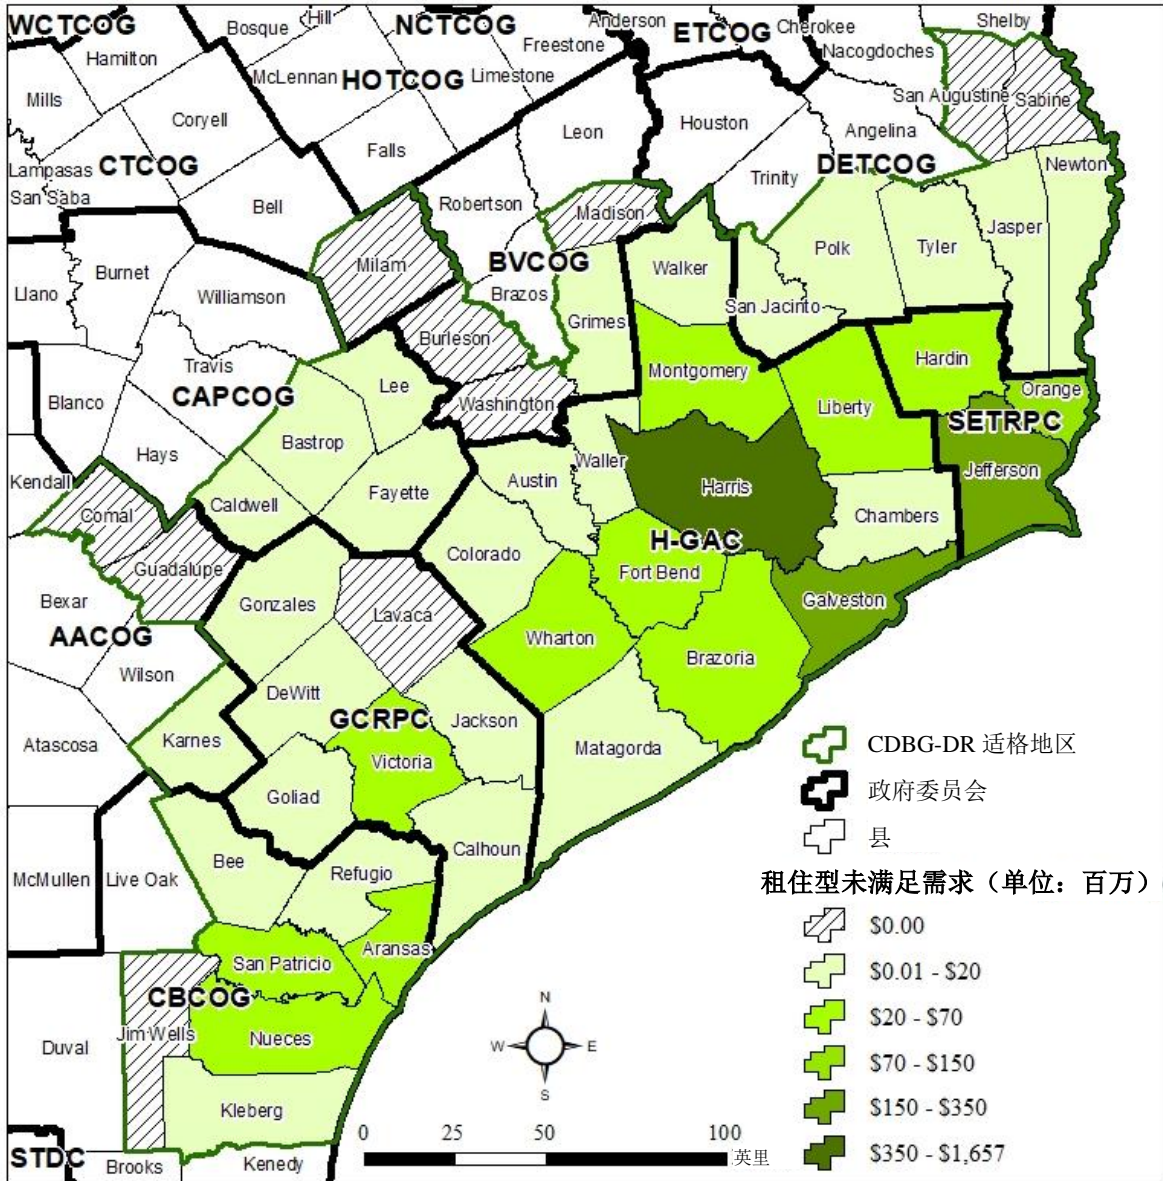 WCTCOG
Bosque
Hill
NCTCOG
Anderson
Cherokee
Shelby
ETCOG
Hamilton
Freestone
Nacogdoches
McLennan
HOTCOG
Limestone
Mills
San Augustine
Sabine
Coryell
Leon
Houston
Angelina
Falls
Lampasas
CTCOG
DETCOG
Newton
San Saba
Bell
Robertson
Trinity
Madison
Jasper
Polk
Tyler
Milam
BVCOG
Walker
Burnet
Llano
Williamson
Brazos
San Jacinto
Grimes
Burleson
Travis
Hardin
Montgomery
Lee
Orange
CAPCOG
Blanco
Washington
Liberty
SETRPC
Bastrop
Hays
Waller
Jefferson
Kendall
Austin
Harris
Fayette
Caldwell
Comal
Chambers
H-GAC
Colorado
Guadalupe
Fort Bend
Bexar
Gonzales
Galveston
Lavaca
AACOG
Wharton
Brazoria
Wilson
DeWitt
GCRPC
Jackson
Karnes
Atascosa
Matagorda
Victoria
Goliad
Calhoun
Bee
Refugio
McMullen
Live Oak
Aransas
San Patricio
CBCOG
Jim Wells
Nueces
Duval
Kleberg
STDC
Brooks
Kenedy
CDBG-DR 适格地区
政府委员会
县
租住型未满足需求（单位：百万）
$0.00
$0.01 - $20
$20 - $70
$70 - $150
$150 - $350
$350 - $1,657
N
W
E
S
0
25
50
100
英里